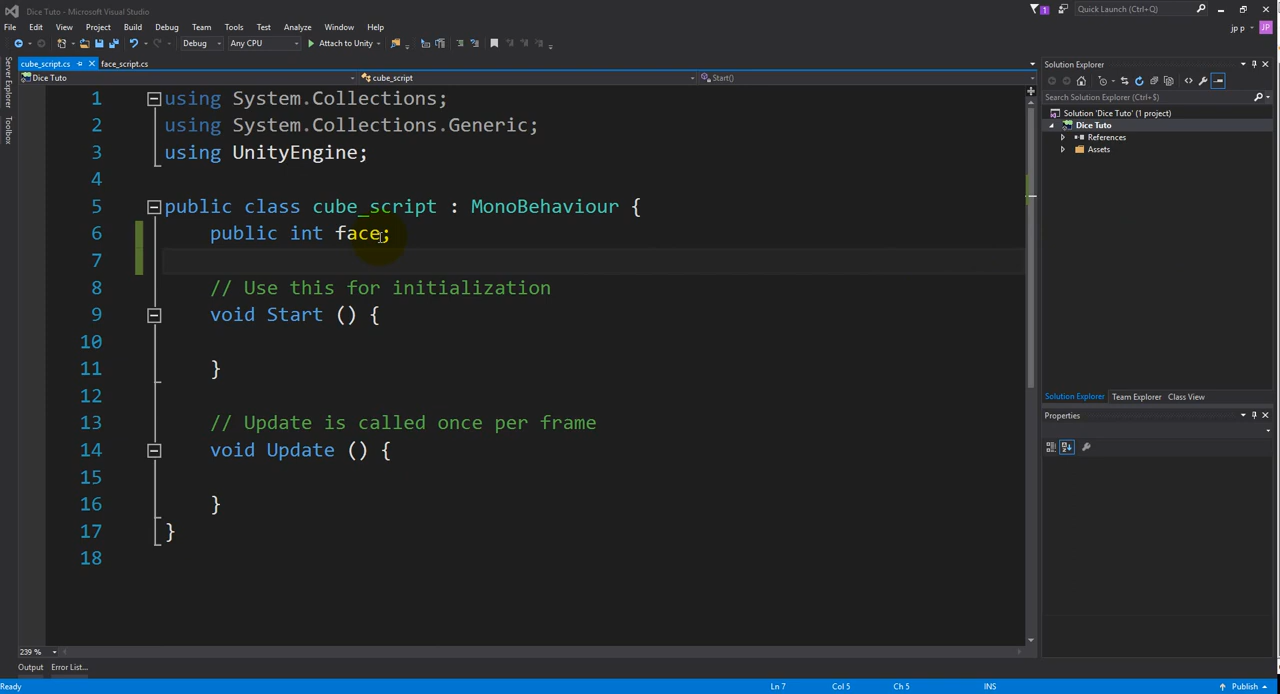 Dice Tuto - Microsoft Visual Studio
1
Quick Launch (Ctrl+Q)
File Edit View Project Build Debug Team Tools Test Analyze Window Help
jp p
JP
Debug
Any CPU
Attach to Unity
cube_script.cs
face_script.cs
Dice Tuto
cube_script
Start()
Server Explorer
Toolbox
1 using System.Collections;
2 using System.Collections.Generic;
3 using UnityEngine;
4
5 public class cube_script : MonoBehaviour {
6 public int face;
7
8 // Use this for initialization
9 void Start () {
10
11 }
12
13 // Update is called once per frame
14 void Update () {
15
16 }
17 }
18
239 %
Solution Explorer
Search Solution Explorer (Ctrl+$)
Solution 'Dice Tuto' (1 project)
Dice Tuto
References
Assets
Solution Explorer Team Explorer Class View
Properties
Output Error List...
Ready
Ln 7
Col 5
Ch 5
INS
Publish